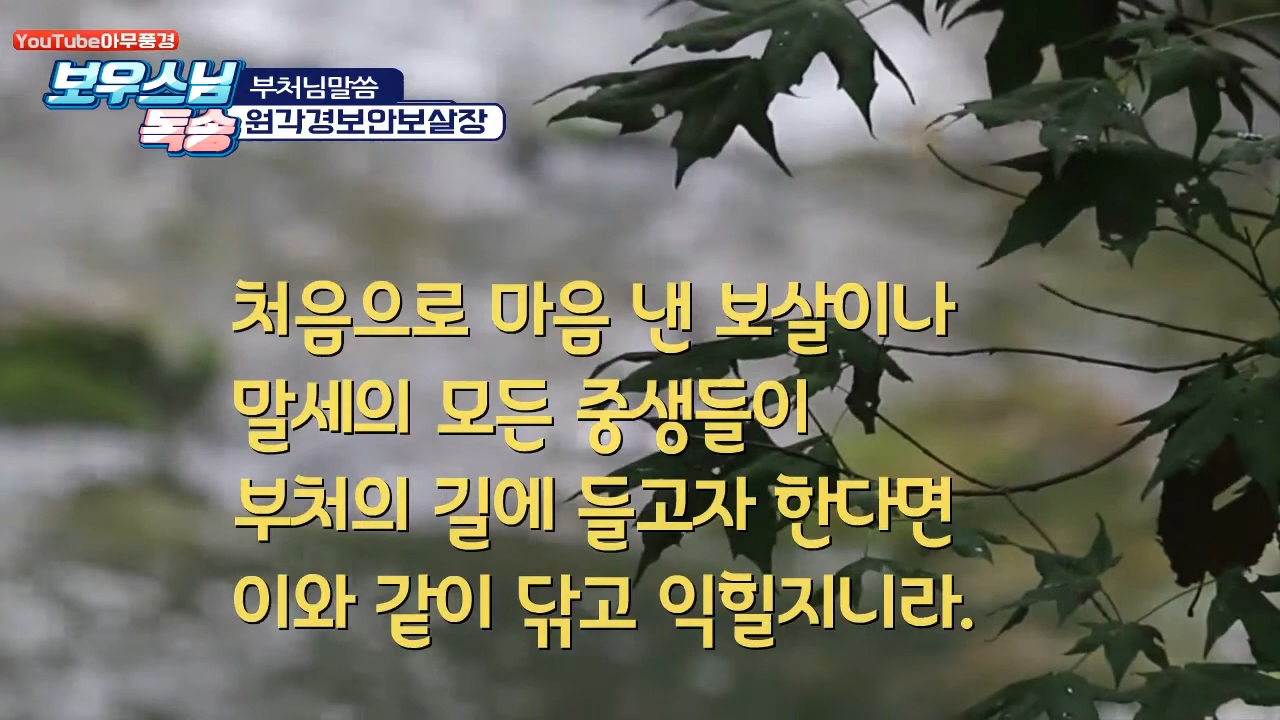 YouTube아무풍경
보우스님
독송
부처님말씀
원각경보안보살장
처음으로 마음 낸 보살이나
말세의 모든 중생들이
부처의 길에 들고자 한다면
이와 같이 닦고 익힐지니라.